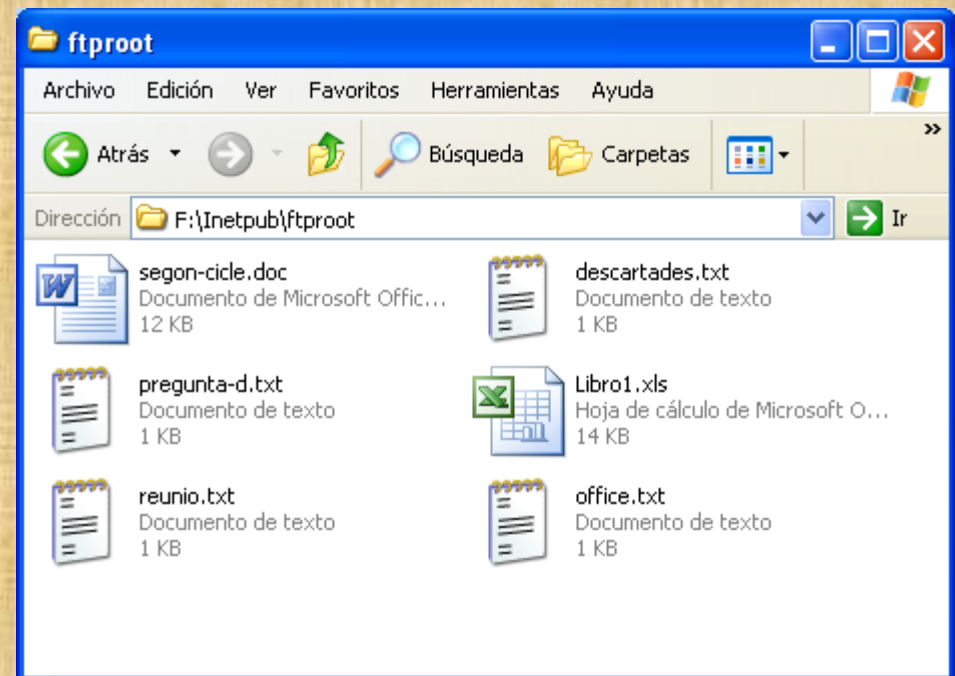 ftproot
Archivo Edición Ver Favoritos Herramientas Ayuda
Atrás Búsqueda Carpetas »
Dirección F:\Inetpub\ftproot Ir
segon-cicle.doc
Documento de Microsoft Offic...
12 KB
descartades.txt
Documento de texto
1 KB
pregunta-d.txt
Documento de texto
1 KB
Libro1.xls
Hoja de cálculo de Microsoft O...
14 KB
reunio.txt
Documento de texto
1 KB
office.txt
Documento de texto
1 KB